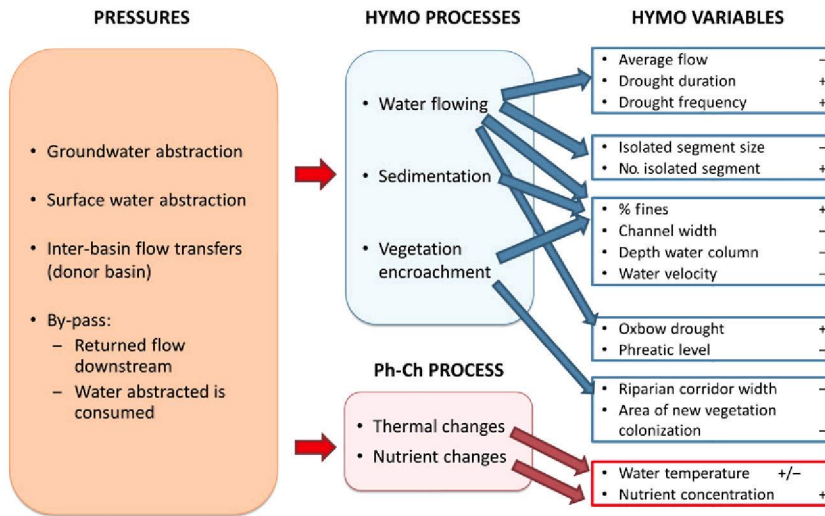 PRESSURES
• Groundwater abstraction
• Surface water abstraction
• Inter-basin flow transfers
(donor basin)
• By-pass:
– Returned flow
downstream
– Water abstracted is
consumed
HYMO PROCESSES
• Water flowing
• Sedimentation
• Vegetation
encroachment
Ph-Ch PROCESS
• Thermal changes
• Nutrient changes
HYMO VARIABLES
• Average flow –
• Drought duration +
• Drought frequency +
• Isolated segment size –
• No. isolated segment +
• % fines +
• Channel width –
• Depth water column –
• Water velocity –
• Oxbow drought +
• Phreatic level –
• Riparian corridor width –
• Area of new vegetation
colonization –
• Water temperature +/–
• Nutrient concentration +